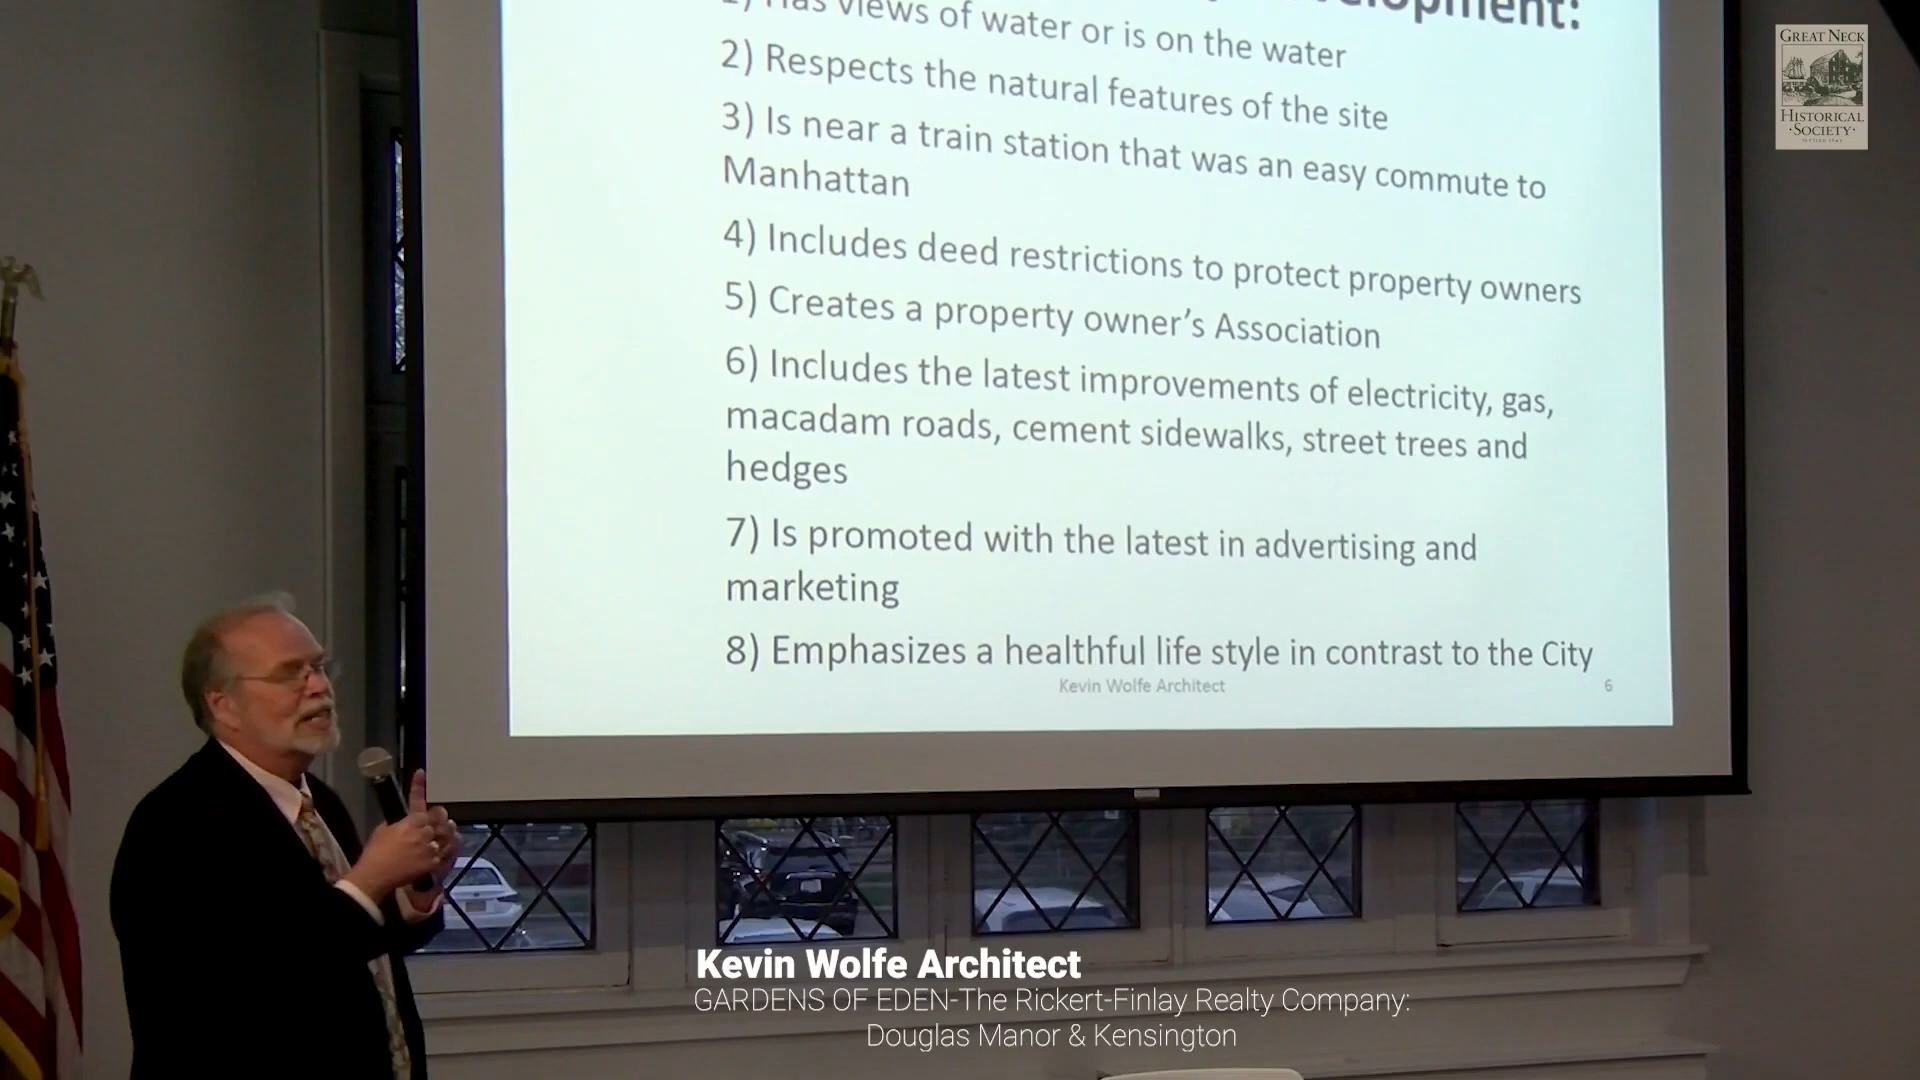 1) Has views of water or is on the water
2) Respects the natural features of the site
3) Is near a train station that was an easy commute to
Manhattan
4) Includes deed restrictions to protect property owners
5) Creates a property owner's Association
6) Includes the latest improvements of electricity, gas,
macadam roads, cement sidewalks, street trees and
hedges
7) Is promoted with the latest in advertising and
marketing
8) Emphasizes a healthful life style in contrast to the City
Kevin Wolfe Architect
6
GREAT NECK
HISTORICAL
·SOCIETY·
Kevin Wolfe Architect
GARDENS OF EDEN-The Rickert-Finlay Realty Company:
Douglas Manor & Kensington